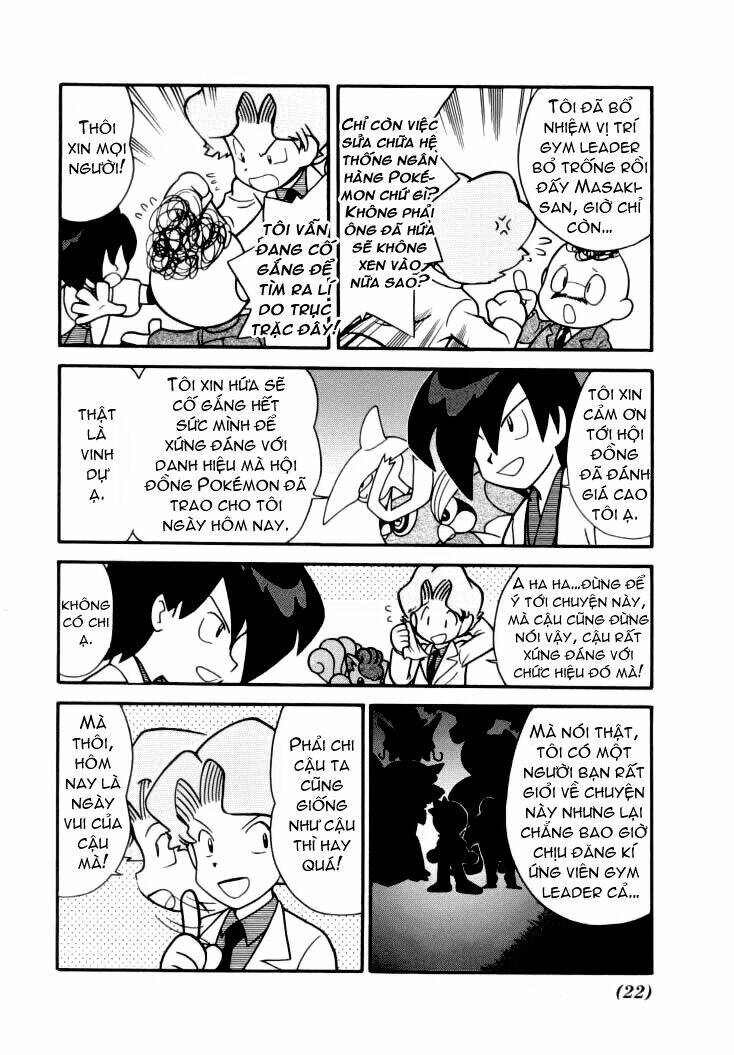 TÔI ĐÃ BỔ
NHIỆM VỊ TRÍ
GYM LEADER
BỎ TRỐNG RỒI
ĐẤY MASAKI-
SAN, GIỜ CHỈ
CÒN...
CHỈ CÒN VIỆC
SỬA CHỮA HỆ
THỐNG NGÂN
HÀNG POKÉ-
MON CHỨ GÌ?
KHÔNG PHẢI
ÔNG ĐÃ HỨA
SẼ KHÔNG
XEN VÀO
NỮA SAO?
TÔI VẪN
ĐANG CỐ
GẮNG ĐỂ
TÌM RA LÍ
DO TRỤC
TRẶC ĐÂY!
THÔI
XIN MỌI
NGƯỜI!
TÔI XIN
CẢM ƠN
TỚI HỘI
ĐỒNG
ĐÃ ĐÁNH
GIÁ CAO
TÔI Ạ.
TÔI XIN HỨA SẼ
CỐ GẮNG HẾT
SỨC MÌNH ĐỂ
XỨNG ĐÁNG VỚI
DANH HIỆU MÀ HỘI
ĐỒNG POKÉMON ĐÃ
TRAO CHO TÔI
NGÀY HÔM NAY.
THẬT
LÀ
VINH
DỰ
Ạ.
A HA HA...ĐỪNG ĐỂ
Ý TỚI CHUYỆN NÀY,
MÀ CẬU CŨNG ĐỪNG
NÓI VẬY, CẬU RẤT
XỨNG ĐÁNG VỚI
CHỨC HIỆU ĐÓ MÀ!
KHÔNG
CÓ CHI
Ạ.
MÀ NÓI THẬT,
TÔI CÓ MỘT
NGƯỜI BẠN RẤT
GIỎI VỀ CHUYỆN
NÀY NHƯNG LẠI
CHẲNG BAO GIỜ
CHỊU ĐĂNG KÍ
ỨNG VIÊN GYM
LEADER CẢ...
PHẢI CHI
CẬU TA
CŨNG
GIỐNG
NHƯ CẬU
THÌ HAY
QUÁ!
MÀ
THÔI,
HÔM
NAY LÀ
NGÀY
VUI CỦA
CẬU
MÀ!
(22)